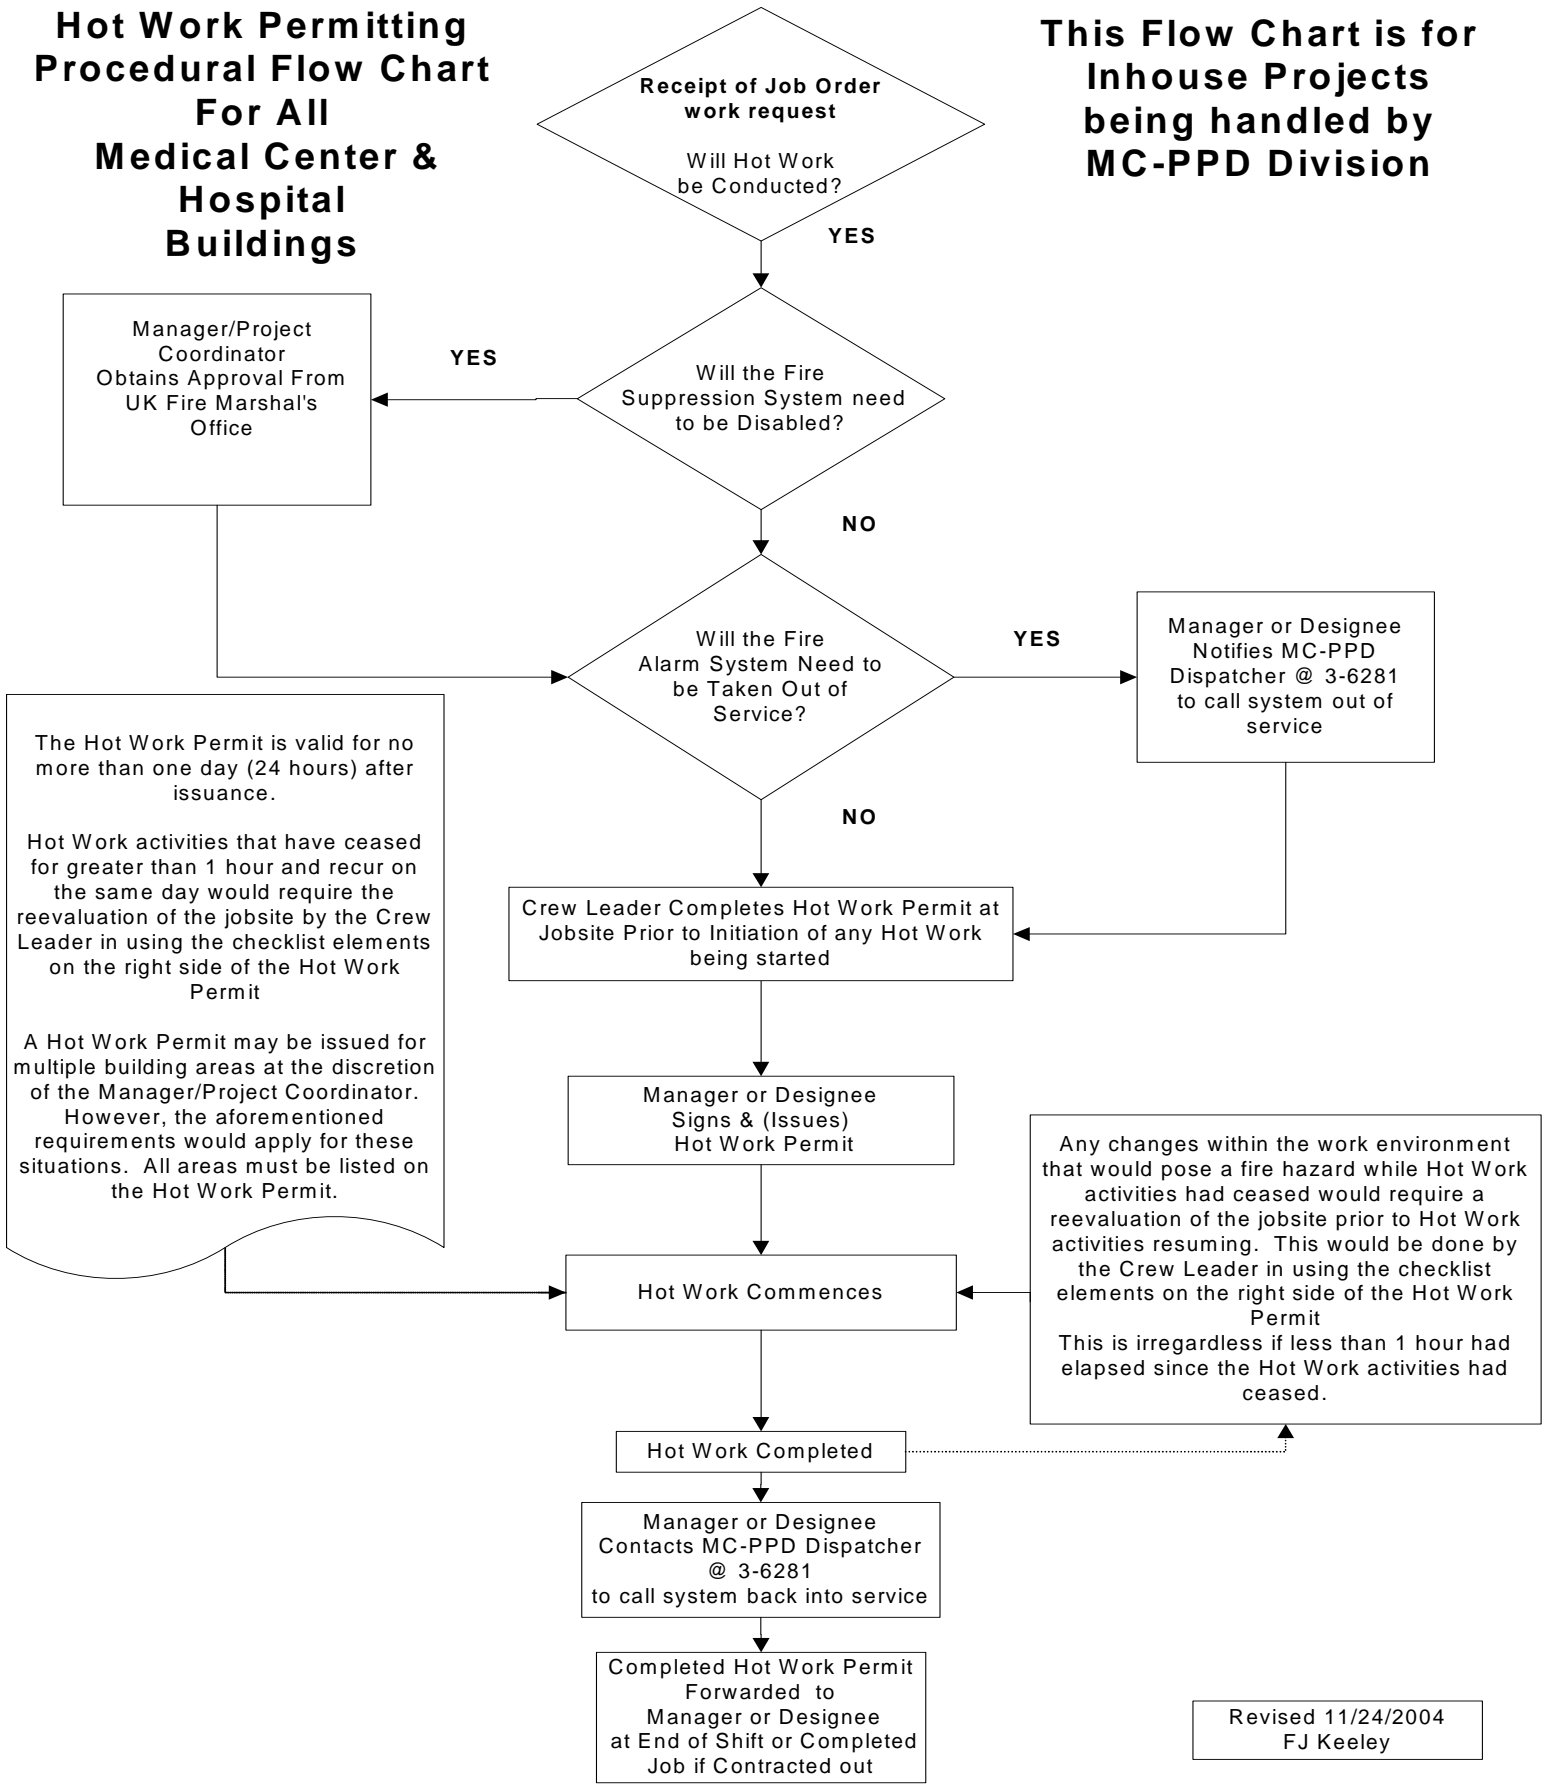 Hot Work Permitting
Procedural Flow Chart
For All
Medical Center &
Hospital
Buildings
This Flow Chart is for
Inhouse Projects
being handled by
MC-PPD Division
Receipt of Job Order
work request
Will Hot Work
be Conducted?
YES
Manager/Project
Coordinator
Obtains Approval From
UK Fire Marshal's
Office
YES
Will the Fire
Suppression System need
to be Disabled?
NO
Will the Fire
Alarm System Need to
be Taken Out of
Service?
YES
Manager or Designee
Notifies MC-PPD
Dispatcher @ 3-6281
to call system out of
service
NO
The Hot Work Permit is valid for no
more than one day (24 hours) after
issuance.
Hot Work activities that have ceased
for greater than 1 hour and recur on
the same day would require the
reevaluation of the jobsite by the Crew
Leader in using the checklist elements
on the right side of the Hot Work
Permit
A Hot Work Permit may be issued for
multiple building areas at the discretion
of the Manager/Project Coordinator.
However, the aforementioned
requirements would apply for these
situations.  All areas must be listed on
the Hot Work Permit.
Crew Leader Completes Hot Work Permit at
Jobsite Prior to Initiation of any Hot Work
being started
Manager or Designee
Signs & (Issues)
Hot Work Permit
Any changes within the work environment
that would pose a fire hazard while Hot Work
activities had ceased would require a
reevaluation of the jobsite prior to Hot Work
activities resuming.  This would be done by
the Crew Leader in using the checklist
elements on the right side of the Hot Work
Permit
This is irregardless if less than 1 hour had
elapsed since the Hot Work activities had
ceased.
Hot Work Commences
Hot Work Completed
Manager or Designee
Contacts MC-PPD Dispatcher
@ 3-6281
to call system back into service
Completed Hot Work Permit
Forwarded  to
Manager or Designee
at End of Shift or Completed
Job if Contracted out
Revised 11/24/2004
FJ Keeley